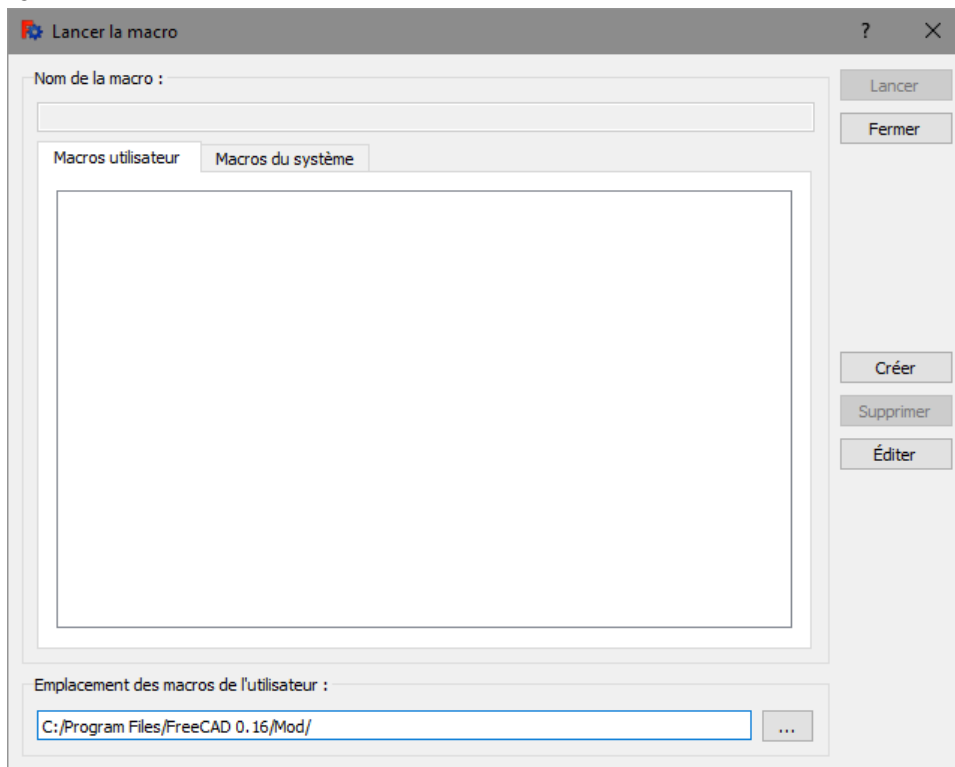 Lancer la macro
?
Nom de la macro :
Lancer
Fermer
Macros utilisateur
Macros du système
Créer
Supprimer
Éditer
Emplacement des macros de l'utilisateur :
C:/Program Files/FreeCAD 0.16/Mod/
...